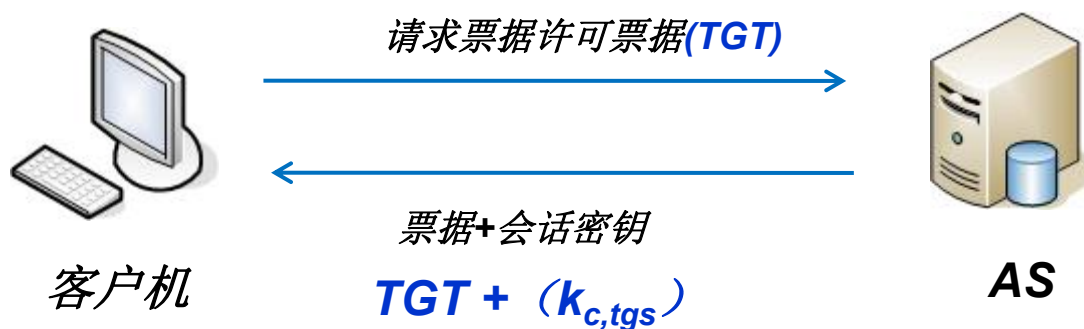 请求票据许可票据(TGT)
票据+会话密钥
客户机
TGT +（kc,tgs）
AS